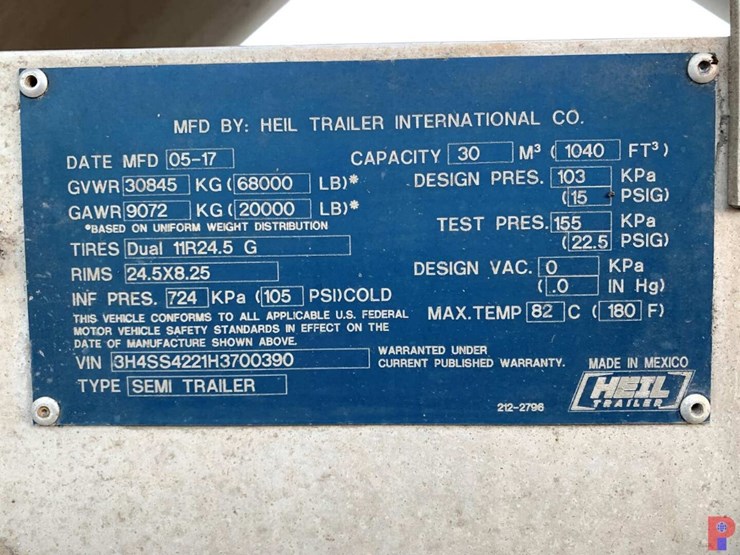 MFD BY: HEIL TRAILER INTERNATIONAL CO.
DATE MFD 05-17 CAPACITY 30 M³ (1040 FT³)
GVWR 30845 KG (68000 LB)* DESIGN PRES. 103 KPa
(15 PSIG)
GAWR 9072 KG (20000 LB)*
*BASED ON UNIFORM WEIGHT DISTRIBUTION
TEST PRES. 155 KPa
(22.5 PSIG)
TIRES Dual 11R24.5 G
RIMS 24.5X8.25 DESIGN VAC. 0 KPa
(.0 IN Hg)
INF PRES. 724 KPa (105 PSI)COLD
MAX.TEMP 82 C (180 F)
THIS VEHICLE CONFORMS TO ALL APPLICABLE U.S. FEDERAL
MOTOR VEHICLE SAFETY STANDARDS IN EFFECT ON THE
DATE OF MANUFACTURE SHOWN ABOVE.
VIN 3H4SS4221H3700390
WARRANTED UNDER
CURRENT PUBLISHED WARRANTY.
MADE IN MEXICO
TYPE SEMI TRAILER
HEIL
TRAILER
212-2796